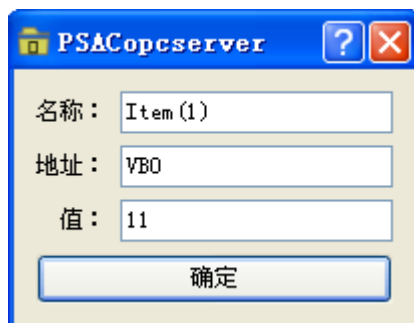 PSACopcserver
名称： Item(1)
地址： VB0
值： 11
确定